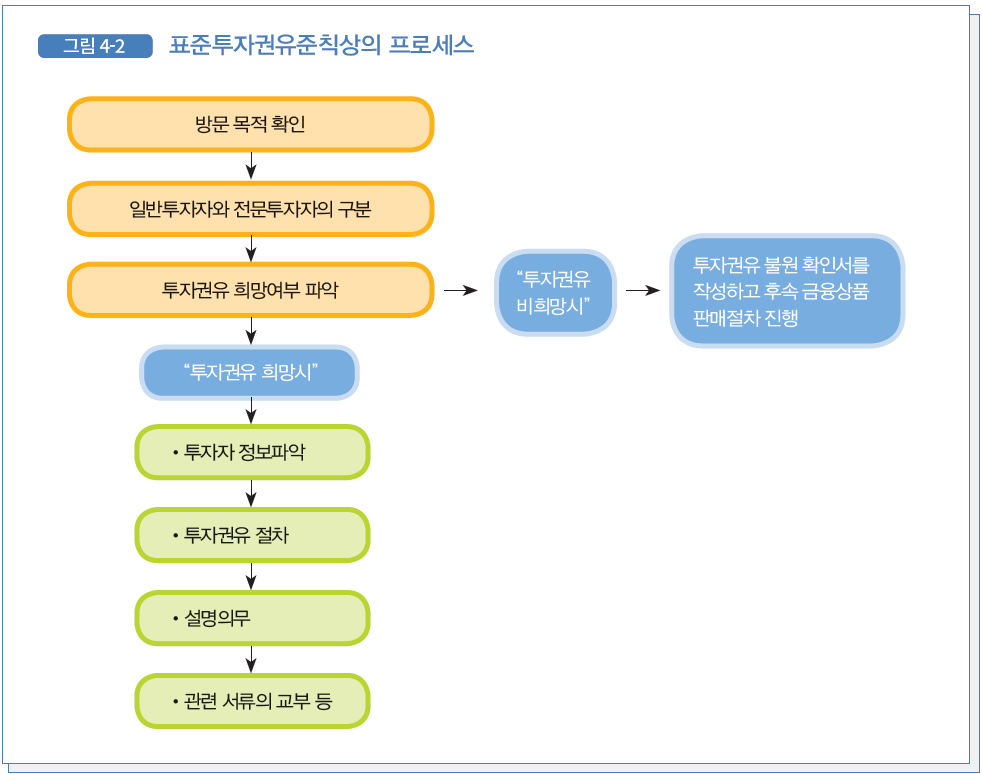 그림 4-2 표준투자권유준칙상의 프로세스
방문 목적 확인
일반투자자와 전문투자자의 구분
투자권유 희망여부 파악
“투자권유
비희망시”
투자권유 불원 확인서를
작성하고 후속 금융상품
판매절차 진행
“투자권유 희망시”
• 투자자 정보파악
• 투자권유 절차
• 설명의무
• 관련 서류의 교부 등